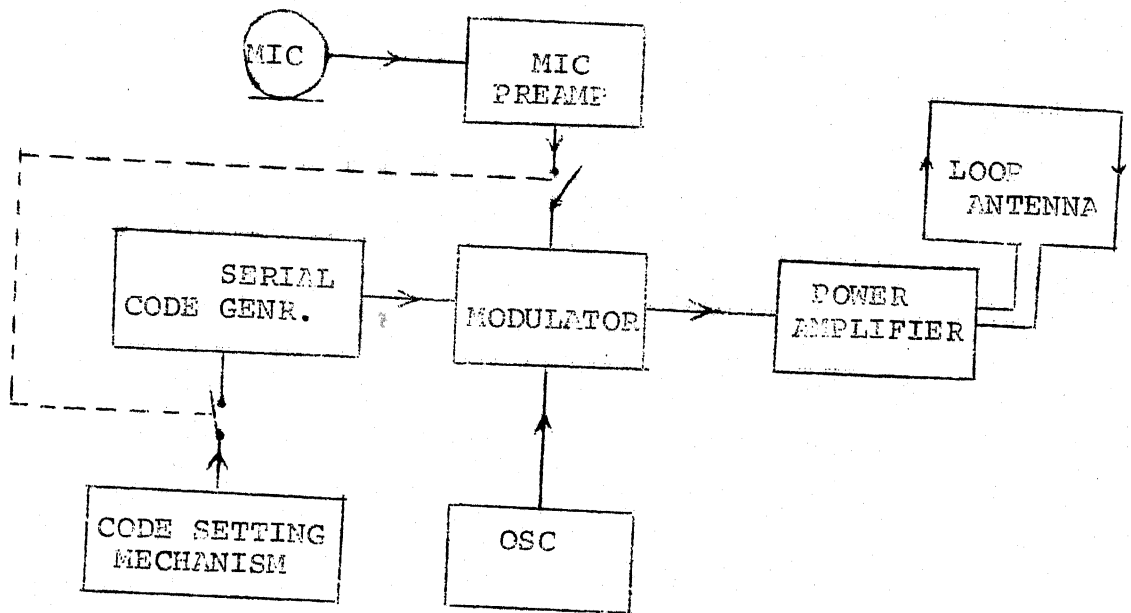 MIC
MIC
PREAMP
LOOP
ANTENNA
SERIAL
CODE GENR.
MODULATOR
POWER
AMPLIFIER
CODE SETTING
MECHANISM
OSC